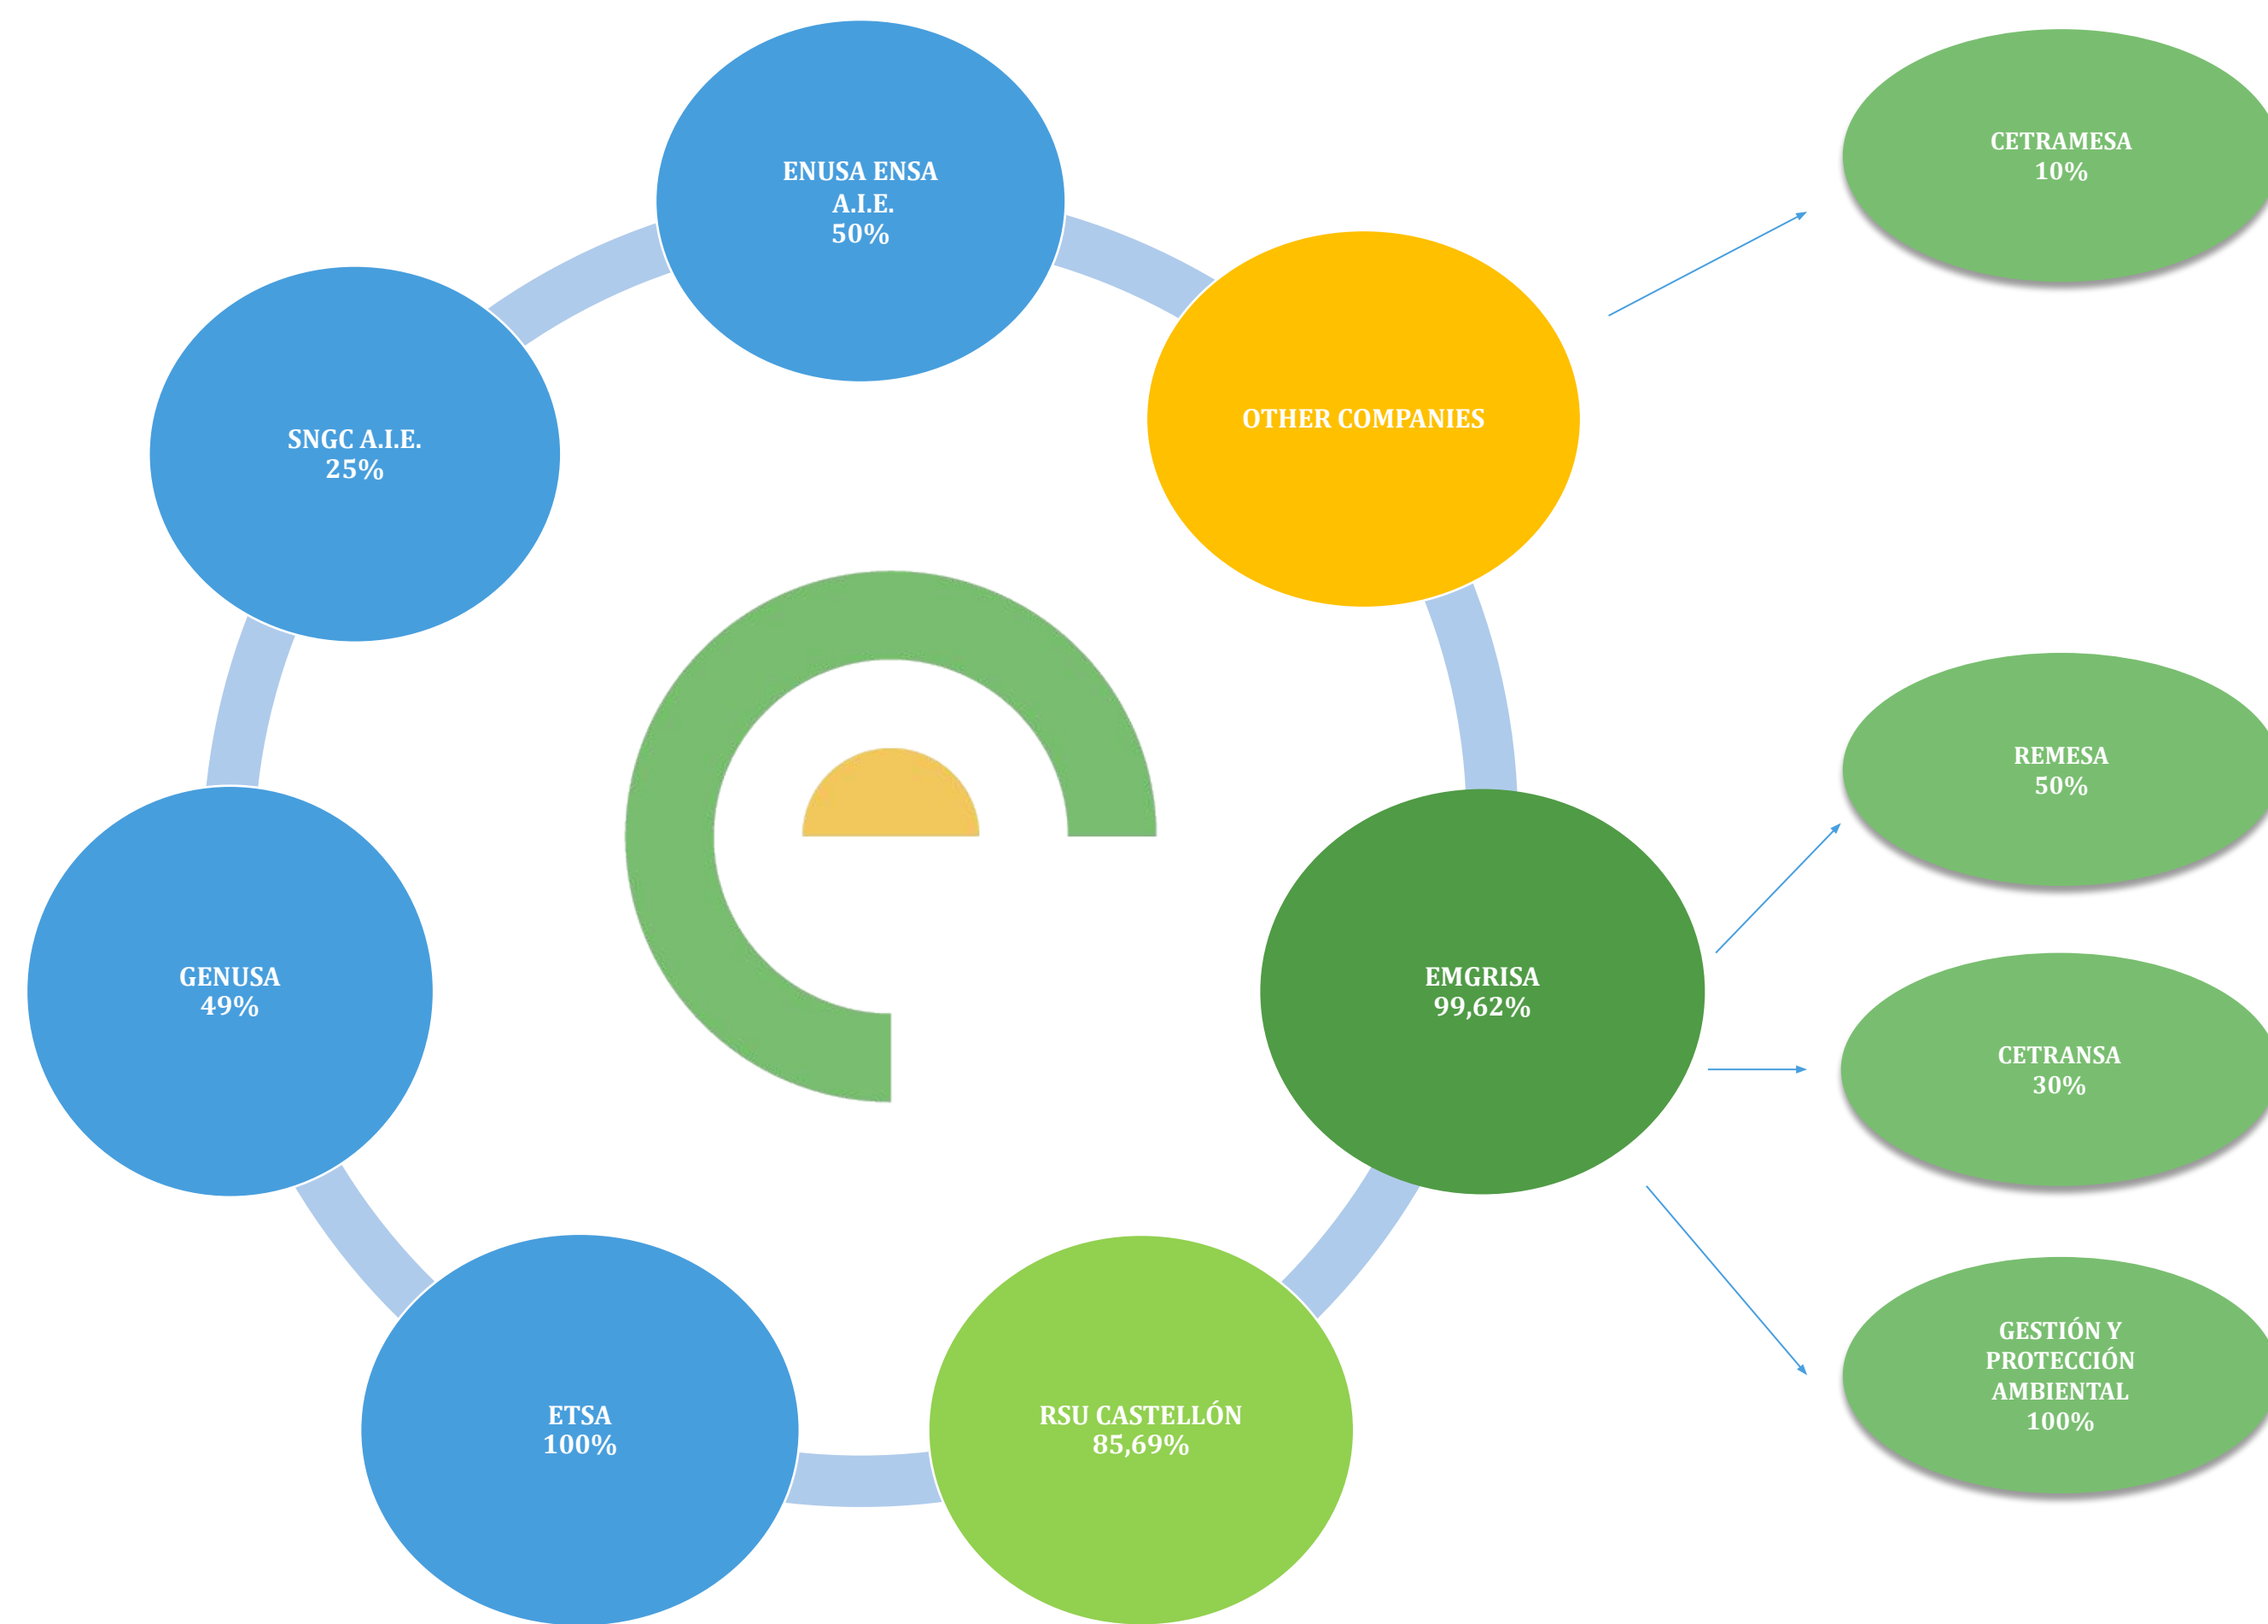 ENUSA ENSA
A.I.E.
50%
CETRAMESA
10%
OTHER COMPANIES
SNGC A.I.E.
25%
REMESA
50%
GENUSA
49%
EMGRISA
99,62%
CETRANSA
30%
ETSA
100%
RSU CASTELLÓN
85,69%
GESTIÓN Y
PROTECCIÓN
AMBIENTAL
100%